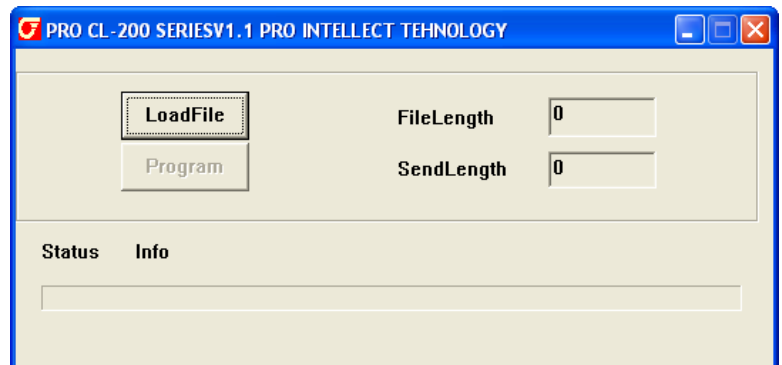 PRO CL-200 SERIESV1.1 PRO INTELLECT TEHNOLOGY
LoadFile
FileLength 0
Program
SendLength 0
Status Info